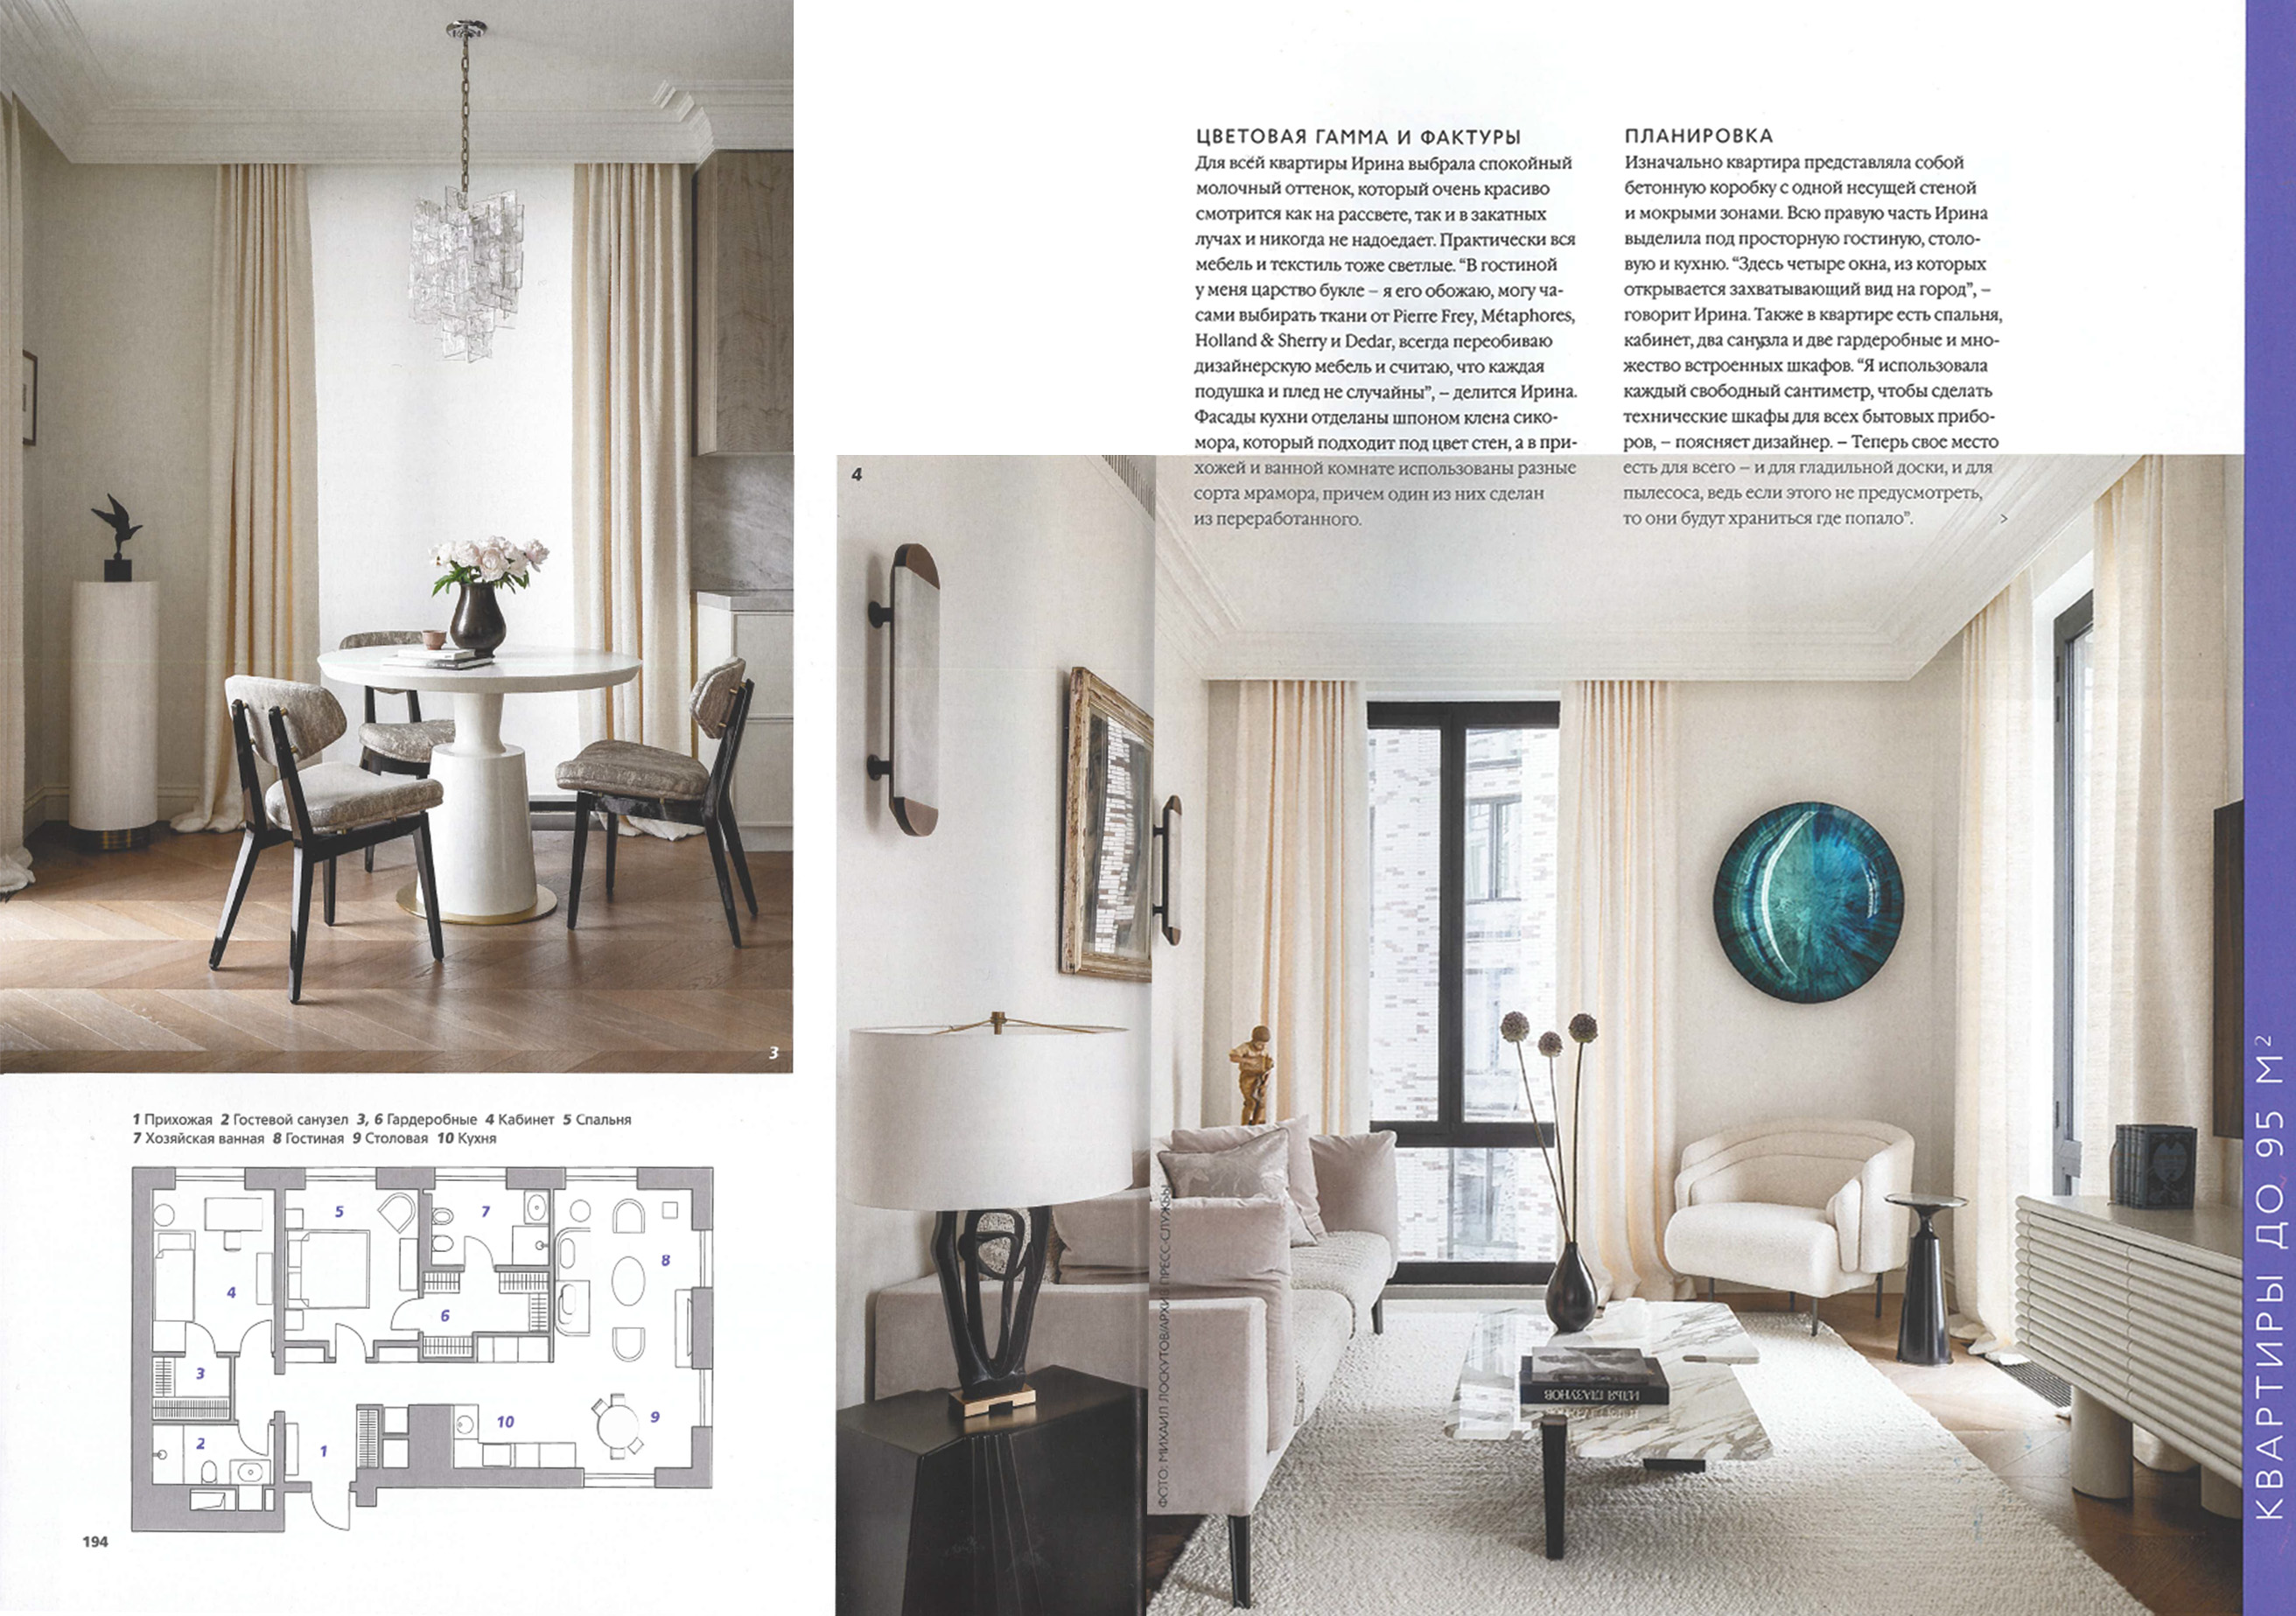 3
1 Прихожая 2 Гостевой санузел 3, 6 Гардеробные 4 Кабинет 5 Спальня
7 Хозяйская ванная 8 Гостиная 9 Столовая 10 Кухня
5
7
8
4
6
3
10
9
2
1
194
ЦВЕТОВАЯ ГАММА И ФАКТУРЫ
Для всей квартиры Ирина выбрала спокойный
молочный оттенок, который очень красиво
смотрится как на рассвете, так и в закатных
лучах и никогда не надоедает. Практически вся
мебель и текстиль тоже светлые. “В гостиной
у меня царство букле – я его обожаю, могу ча-
сами выбирать ткани от Pierre Frey, Métaphores,
Holland & Sherry и Dedar, всегда переобиваю
дизайнерскую мебель и считаю, что каждая
подушка и плед не случайны”, – делится Ирина.
Фасады кухни отделаны шпоном клена сико-
мора, который подходит под цвет стен, а в при-
хожей и ванной комнате использованы разные
сорта мрамора, причем один из них сделан
из переработанного.
ПЛАНИРОВКА
Изначально квартира представляла собой
бетонную коробку с одной несущей стеной
и мокрыми зонами. Всю правую часть Ирина
выделила под просторную гостиную, столо-
вую и кухню. “Здесь четыре окна, из которых
открывается захватывающий вид на город”, –
говорит Ирина. Также в квартире есть спальня,
кабинет, два санузла и две гардеробные и мно-
жество встроенных шкафов. “Я использовала
каждый свободный сантиметр, чтобы сделать
технические шкафы для всех бытовых прибо-
ров, – поясняет дизайнер. – Теперь свое место
есть для всего – и для гладильной доски, и для
пылесоса, ведь если этого не предусмотреть,
то они будут храниться где попало”. >
4
ФОТО: МИХАИЛ ЛОСКУТОВ/АРХИВ ПРЕСС-СЛУЖБЫ
ИЛЬЯ ГЛАЗУНОВ
КВАРТИРЫ ДО 95 М²